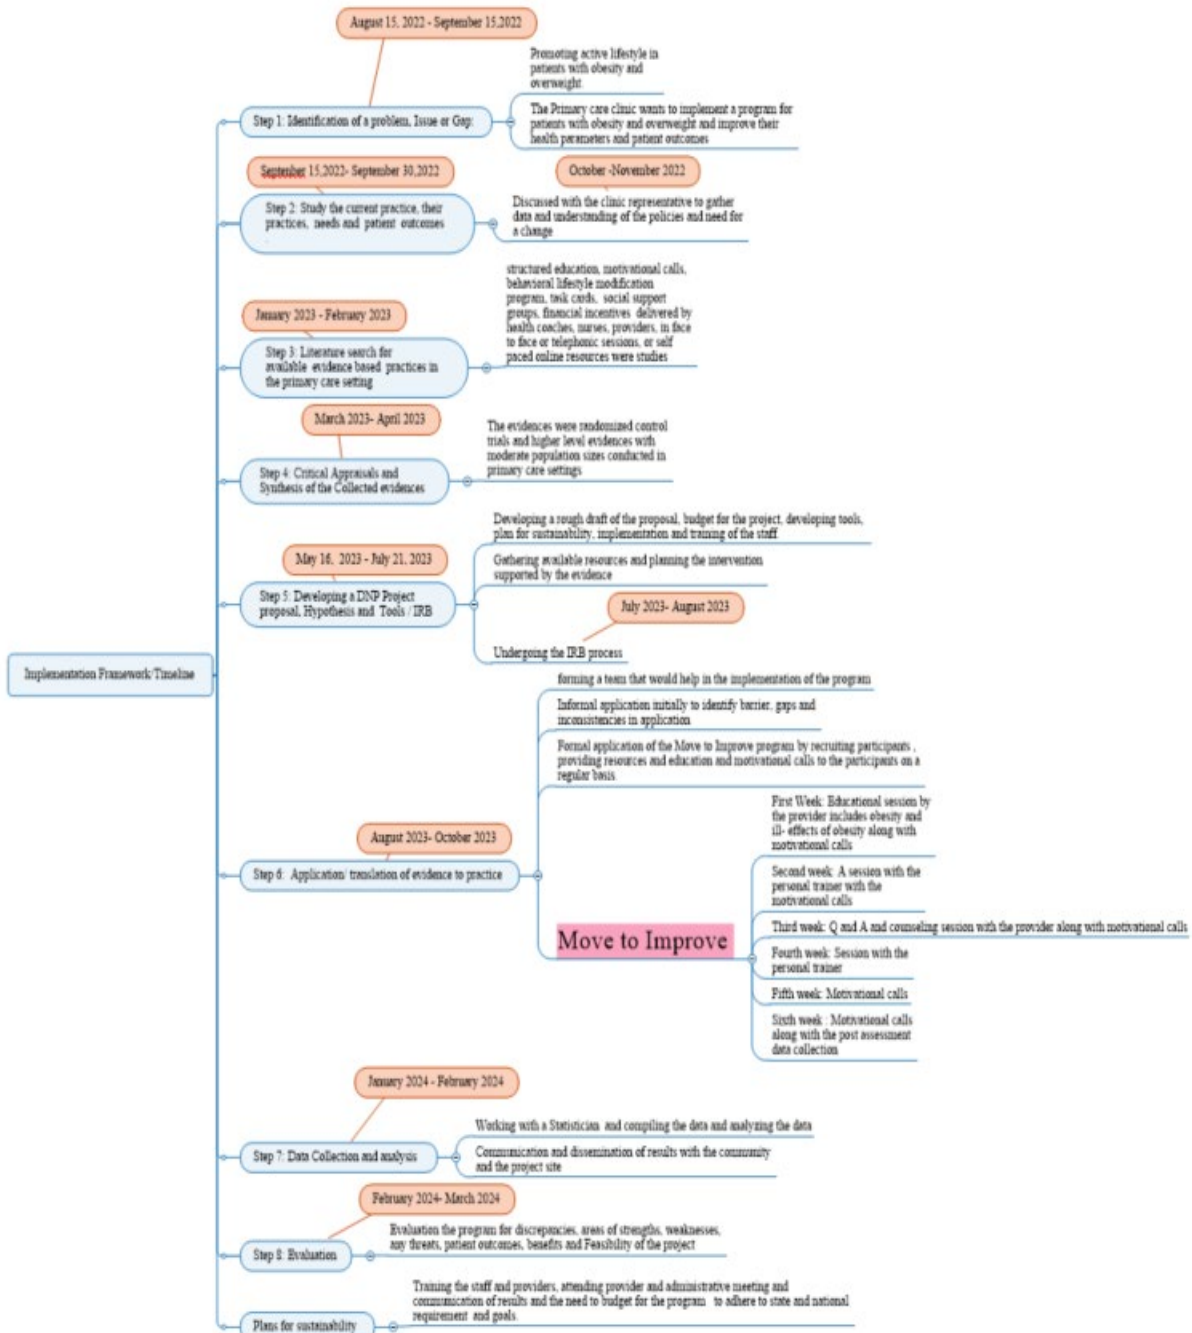 August 15, 2022 - September 15,2022
Promoting active lifestyle in
patients with obesity and
overweight.
Step 1: Identification of a problem, Issue or Gap:
The Primary care clinic wants to implement a program for
patients with obesity and overweight and improve their
health parameters and patient outcomes
September 15,2022- September 30,2022
October -November 2022
Step 2: Study the current practice, their
practices, needs and patient outcomes
.
Discussed with the clinic representative to gather
data and understanding of the policies and need for
a change
January 2023 - February 2023
Step 3: Literature search for
available evidence based practices in
the primary care setting
structured education, motivational calls,
behavioral lifestyle modification
program, task cards, social support
groups, financial incentives delivered by
health coaches, nurses, providers, in face
to face or telephonic sessions, or self
paced online resources were studies
March 2023- April 2023
Step 4: Critical Appraisals and
Synthesis of the Collected evidences
The evidences were randomized control
trials and higher level evidences with
moderate population sizes conducted in
primary care settings
May 16, 2023 - July 21, 2023
Step 5: Developing a DNP Project
proposal, Hypothesis and Tools / IRB
Developing a rough draft of the proposal, budget for the project, developing tools,
plan for sustainability, implementation and training of the staff
Gathering available resources and planning the intervention
supported by the evidence
July 2023- August 2023
Undergoing the IRB process
Implementation Framework/Timeline
August 2023- October 2023
Step 6: Application/ translation of evidence to practice
forming a team that would help in the implementation of the program
Informal application initially to identify barrier, gaps and
inconsistencies in application
Formal application of the Move to Improve program by recruiting participants ,
providing resources and education and motivational calls to the participants on a
regular basis.
Move to Improve
First Week: Educational session by
the provider includes obesity and
ill- effects of obesity along with
motivational calls
Second week: A session with the
personal trainer with the
motivational calls
Third week: Q and A and counseling session with the provider along with motivational calls
Fourth week: Session with the
personal trainer
Fifth week: Motivational calls
Sixth week : Motivational calls
along with the post assessment
data collection
January 2024 - February 2024
Step 7: Data Collection and analysis
Working with a Statistician and compiling the data and analyzing the data
Communication and dissemination of results with the community
and the project site
February 2024- March 2024
Step 8: Evaluation
Evaluation the program for discrepancies, areas of strengths, weaknesses,
any threats, patient outcomes, benefits and Feasibility of the project
Plans for sustainability
Training the staff and providers, attending provider and administrative meeting and
communication of results and the need to budget for the program to adhere to state and national
requirement and goals.